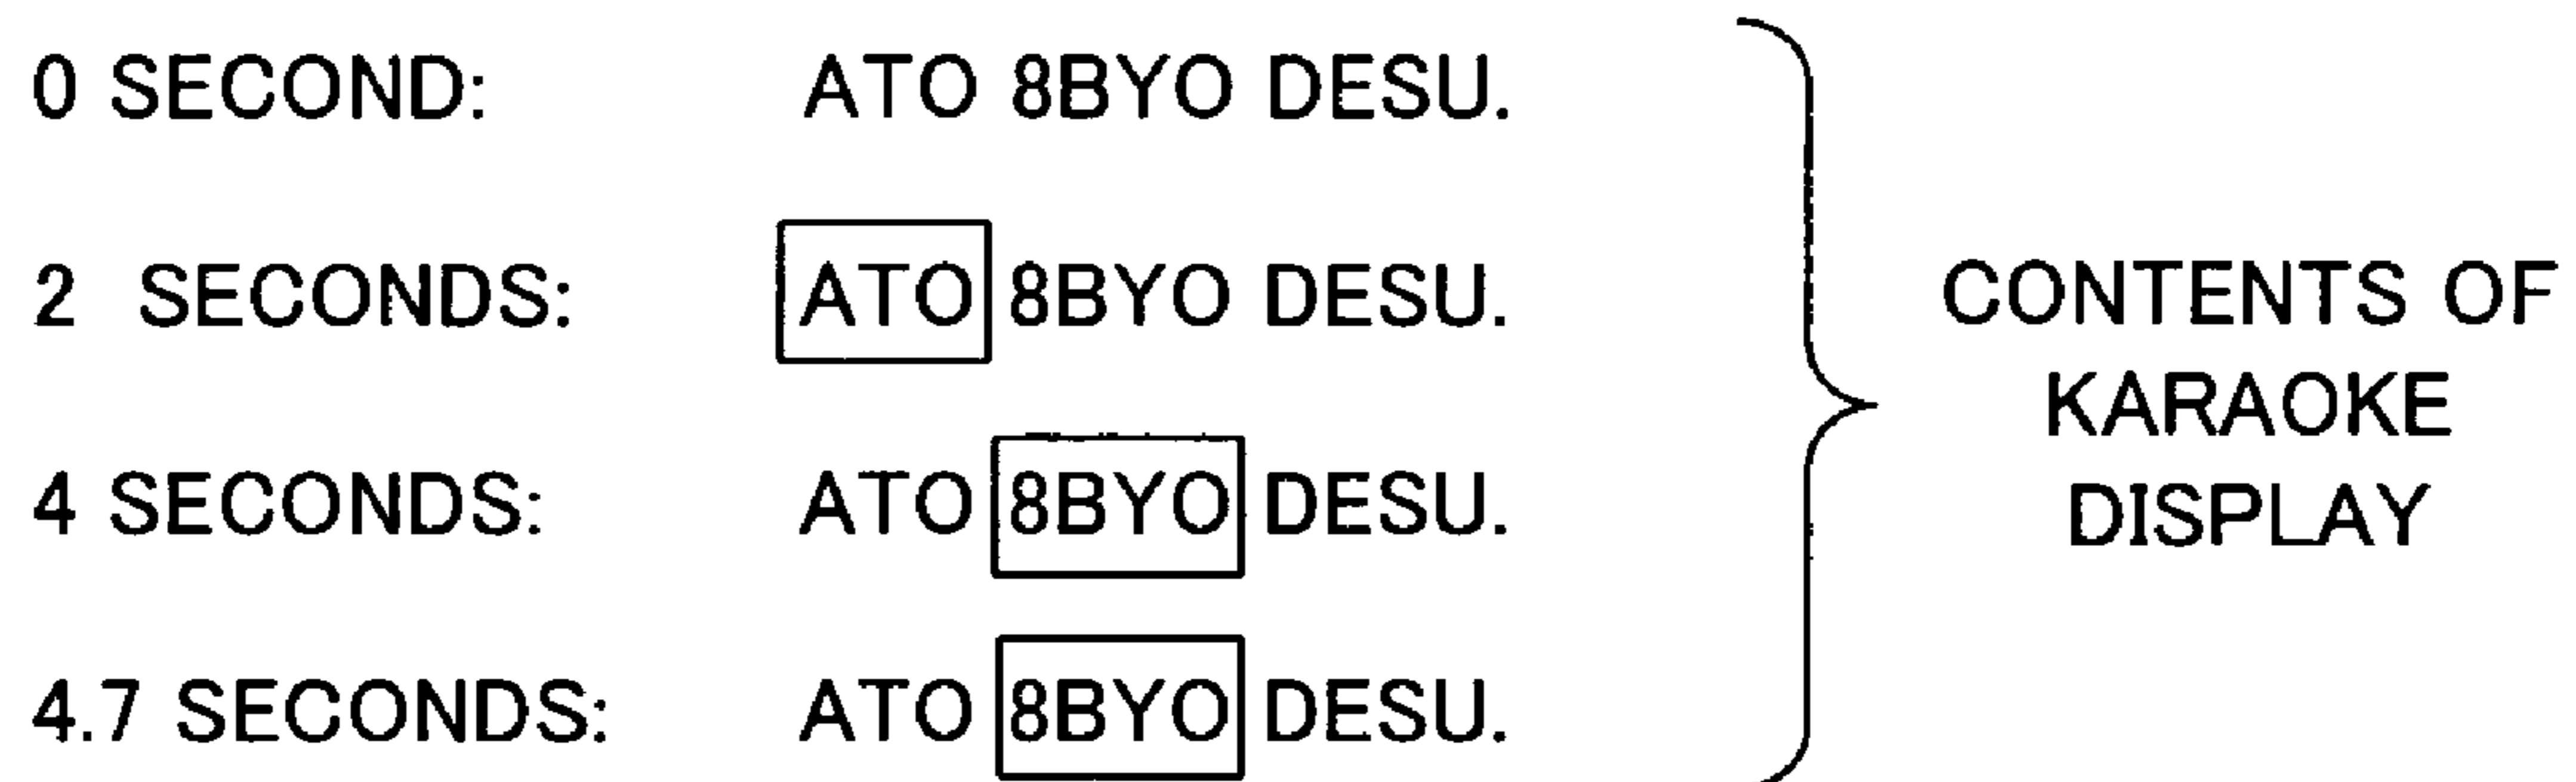 0 SECOND: ATO 8BYO DESU.
2 SECONDS: ATO 8BYO DESU.
4 SECONDS: ATO 8BYO DESU.
4.7 SECONDS: ATO 8BYO DESU.
CONTENTS OF
KARAOKE
DISPLAY